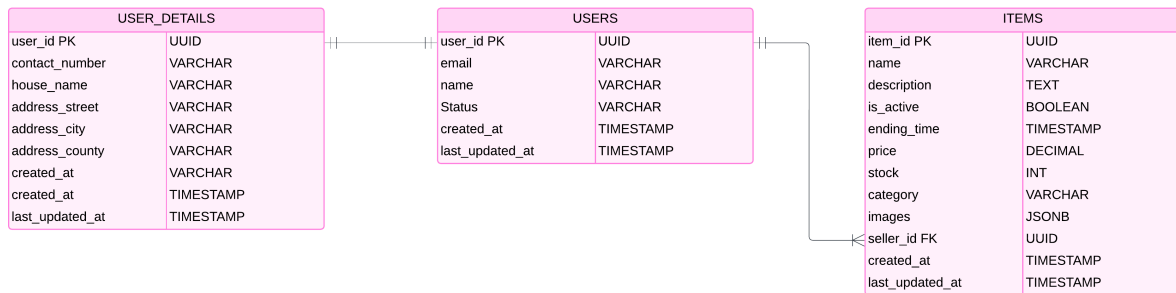 USER_DETAILS
user_id PK UUID
contact_number VARCHAR
house_name VARCHAR
address_street VARCHAR
address_city VARCHAR
address_county VARCHAR
created_at VARCHAR
created_at TIMESTAMP
last_updated_at TIMESTAMP
USERS
user_id PK UUID
email VARCHAR
name VARCHAR
Status VARCHAR
created_at TIMESTAMP
last_updated_at TIMESTAMP
ITEMS
item_id PK UUID
name VARCHAR
description TEXT
is_active BOOLEAN
ending_time TIMESTAMP
price DECIMAL
stock INT
category VARCHAR
images JSONB
seller_id FK UUID
created_at TIMESTAMP
last_updated_at TIMESTAMP